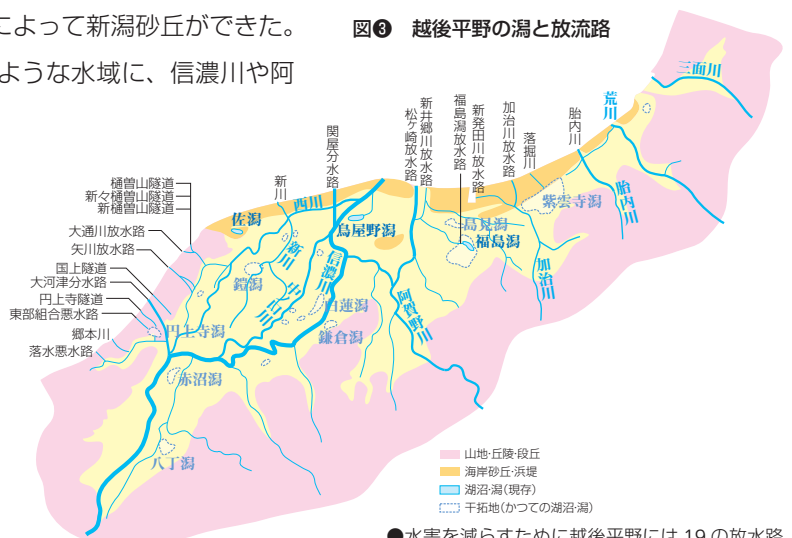 によって新潟砂丘ができた。
ような水域に、信濃川や阿
図❸ 越後平野の潟と放流路
三面川
荒川
胎内川
胎内川
落堀川
加治川放水路
新発田川放水路
福島潟放水路
新井郷川放水路
松ヶ崎放水路
関屋分水路
新川
樋曽山隧道
新々樋曽山隧道
新樋曽山隧道
大通川放水路
矢川放水路
国上隧道
大河津分水路
円上寺隧道
東部組合悪水路
郷本川
落水悪水路
佐潟
西川
鳥屋野潟
島見潟
福島潟
紫雲寺潟
加治川
新川
鎧潟
中ノ口川
信濃川
白蓮潟
鎌倉潟
阿賀野川
円上寺潟
赤沼潟
八丁潟
山地・丘陵・段丘
海岸砂丘・浜堤
湖沼・潟(現存)
干拓地(かつての湖沼・潟)
●水害を減らすために越後平野には 19 の放水路